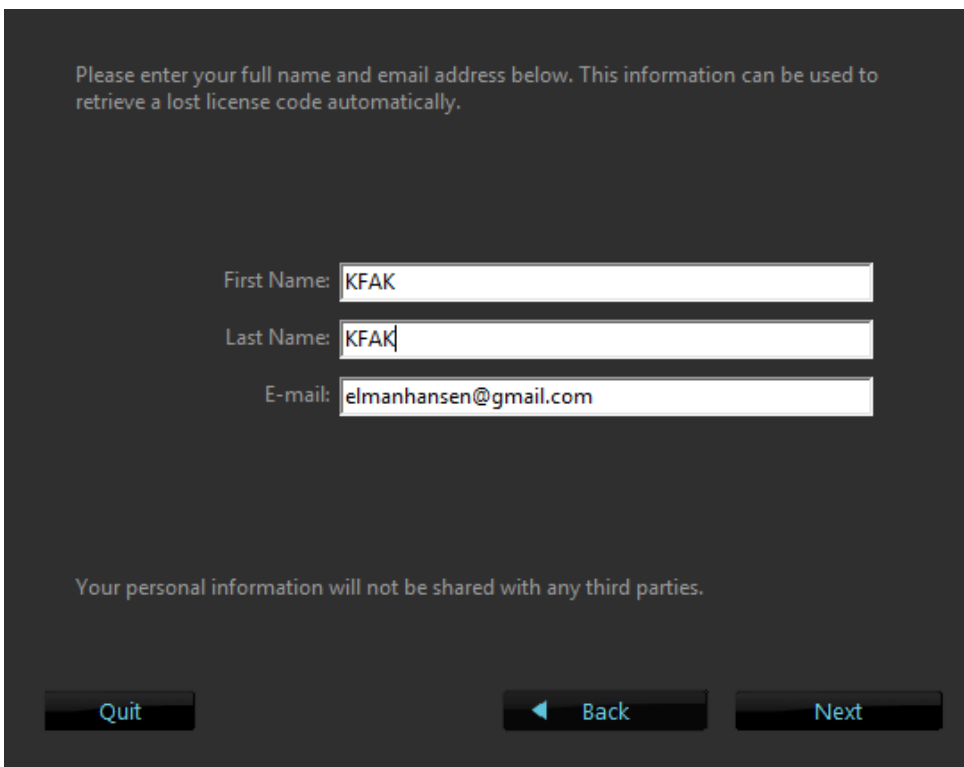 Please enter your full name and email address below. This information can be used to
retrieve a lost license code automatically.
First Name: KFAK
Last Name: KFAK
E-mail: elmanhansen@gmail.com
Your personal information will not be shared with any third parties.
Quit Back Next